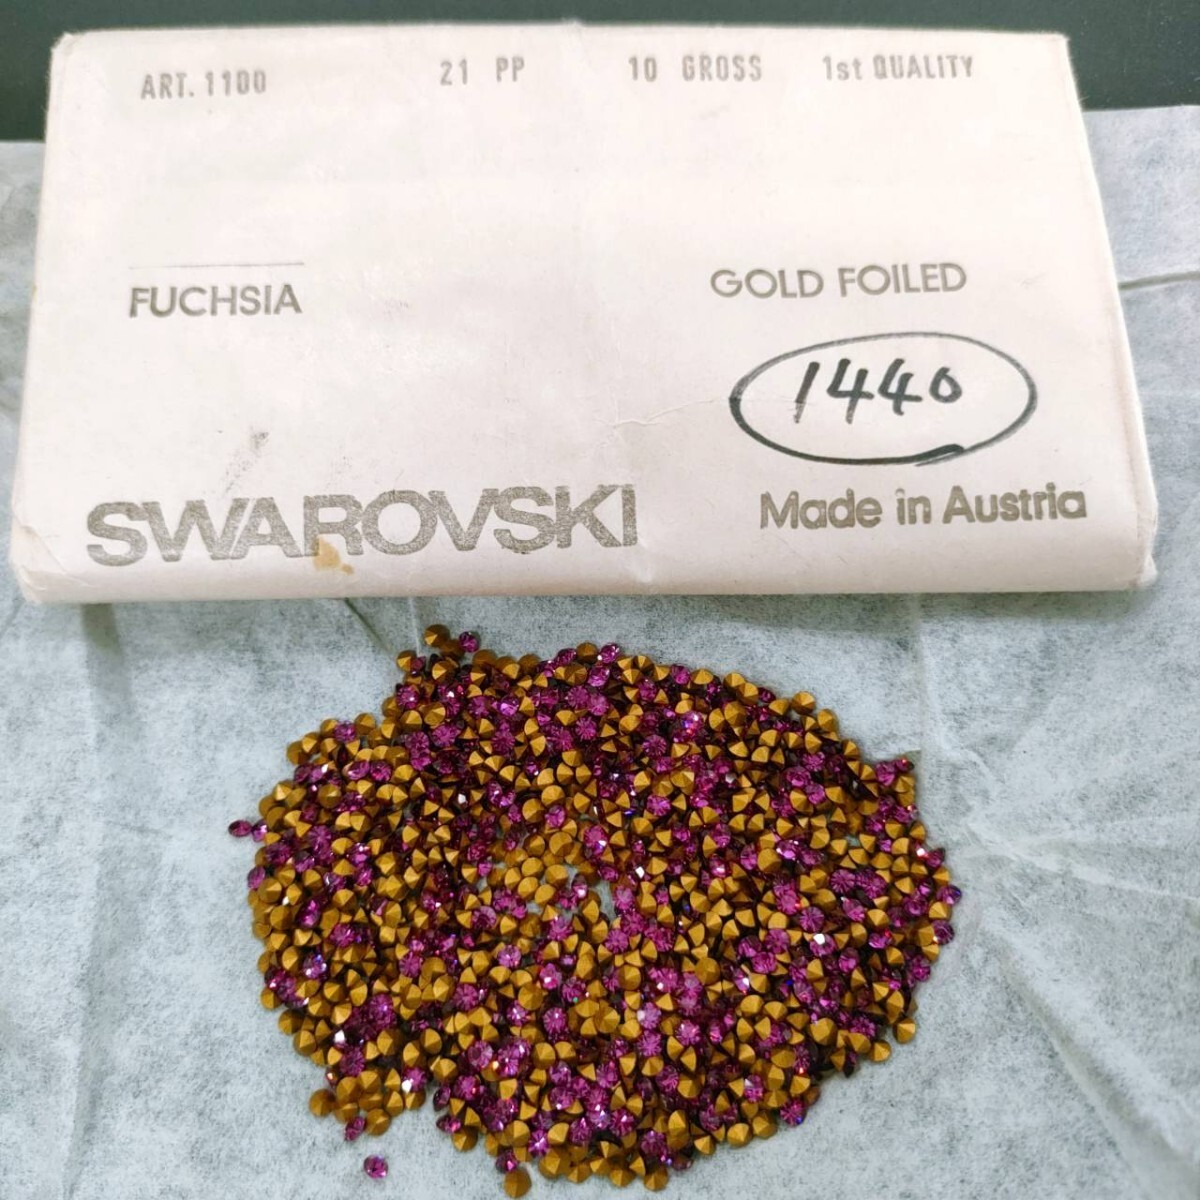 ART. 1100 21 PP 10 GROSS 1st QUALITY
FUCHSIA GOLD FOILED
1440
SWAROVSKI Made in Austria